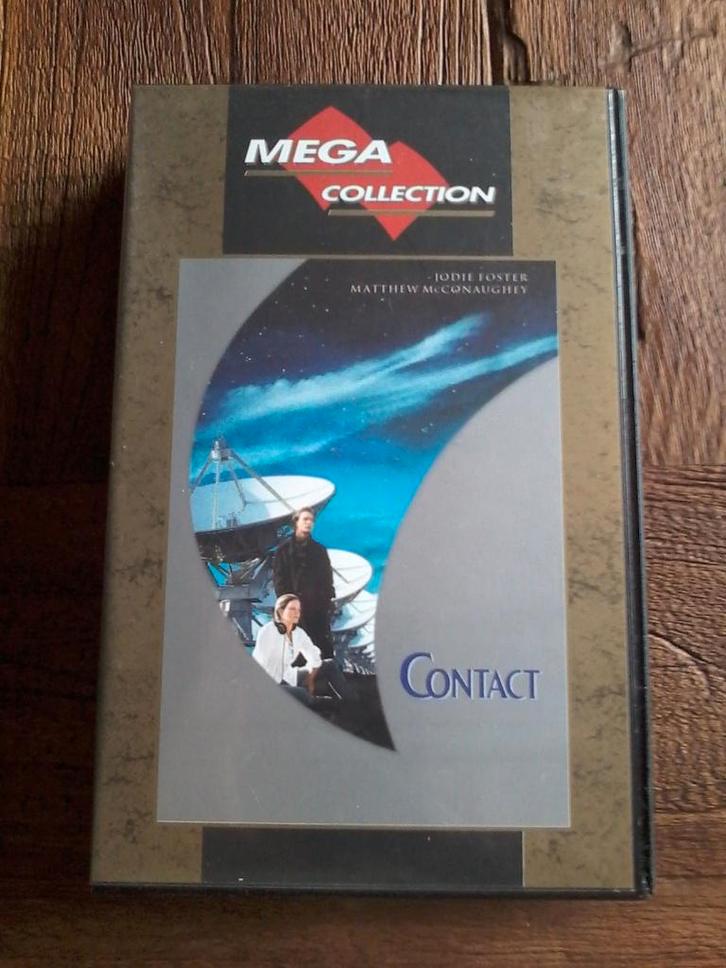 MEGA
COLLECTION
JODIE FOSTER
MATTHEW McCONAUGHEY
CONTACT